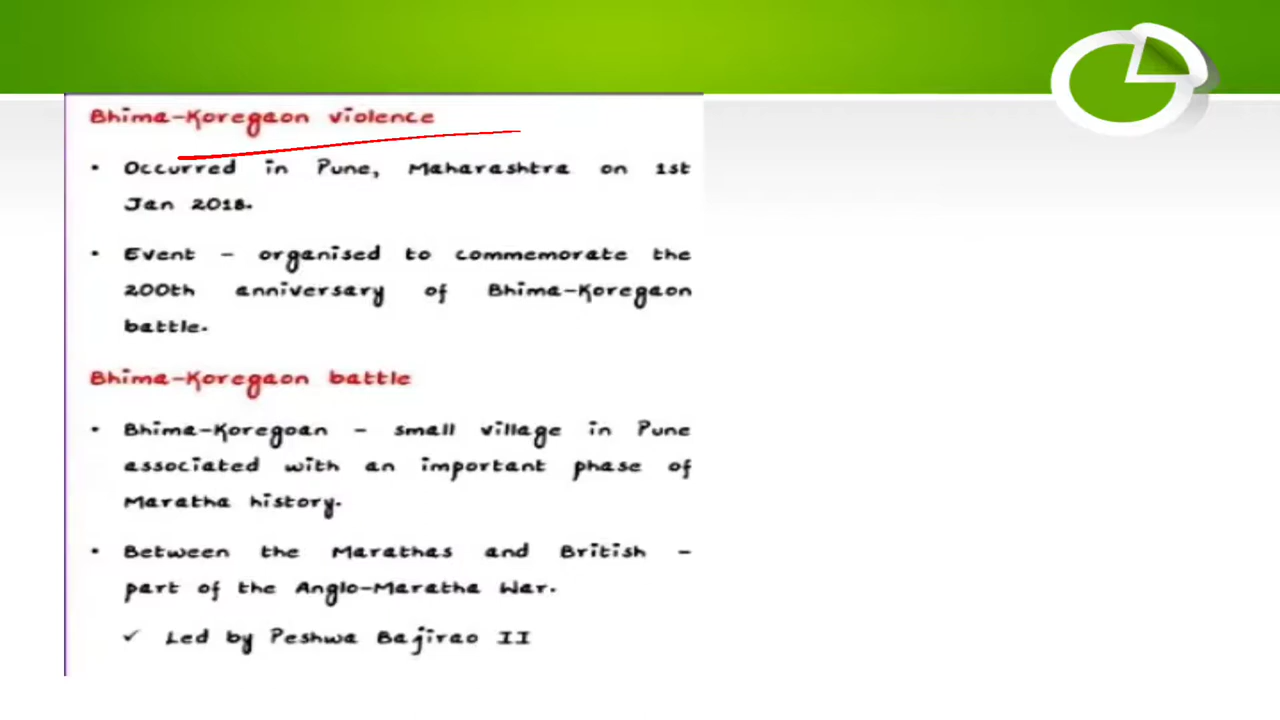 Bhima-Koregaon violence
• Occurred in Pune, Maharashtra on 1st
Jan 2018.
• Event – organised to commemorate the
200th anniversary of Bhima-Koregaon
battle.
Bhima-Koregaon battle
• Bhima-Koregoan – small village in Pune
associated with an important phase of
Maratha history.
• Between the Marathas and British –
part of the Anglo-Maratha War.
✓ Led by Peshwa Bajirao II